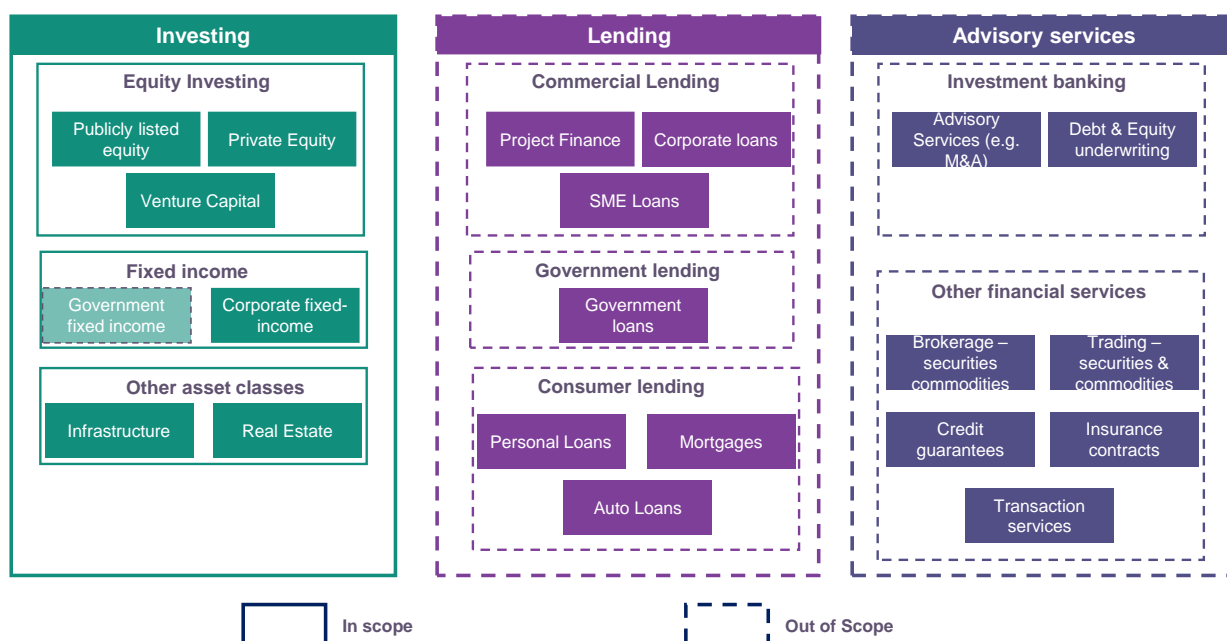 Investing
Equity Investing
Publicly listed
equity
Private Equity
Venture Capital
Fixed income
Government
fixed income
Corporate fixed-
income
Other asset classes
Infrastructure
Real Estate
Lending
Commercial Lending
Project Finance
Corporate loans
SME Loans
Government lending
Government
loans
Consumer lending
Personal Loans
Mortgages
Auto Loans
Advisory services
Investment banking
Advisory
Services (e.g.
M&A)
Debt & Equity
underwriting
Other financial services
Brokerage –
securities
commodities
Trading –
securities &
commodities
Credit
guarantees
Insurance
contracts
Transaction
services
In scope
Out of Scope